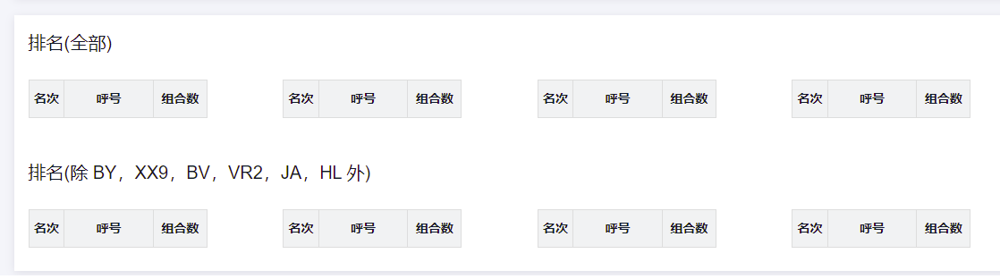 排名(全部)
名次 呼号 组合数 名次 呼号 组合数 名次 呼号 组合数 名次 呼号 组合数
排名(除 BY，XX9，BV，VR2，JA，HL 外)
名次 呼号 组合数 名次 呼号 组合数 名次 呼号 组合数 名次 呼号 组合数